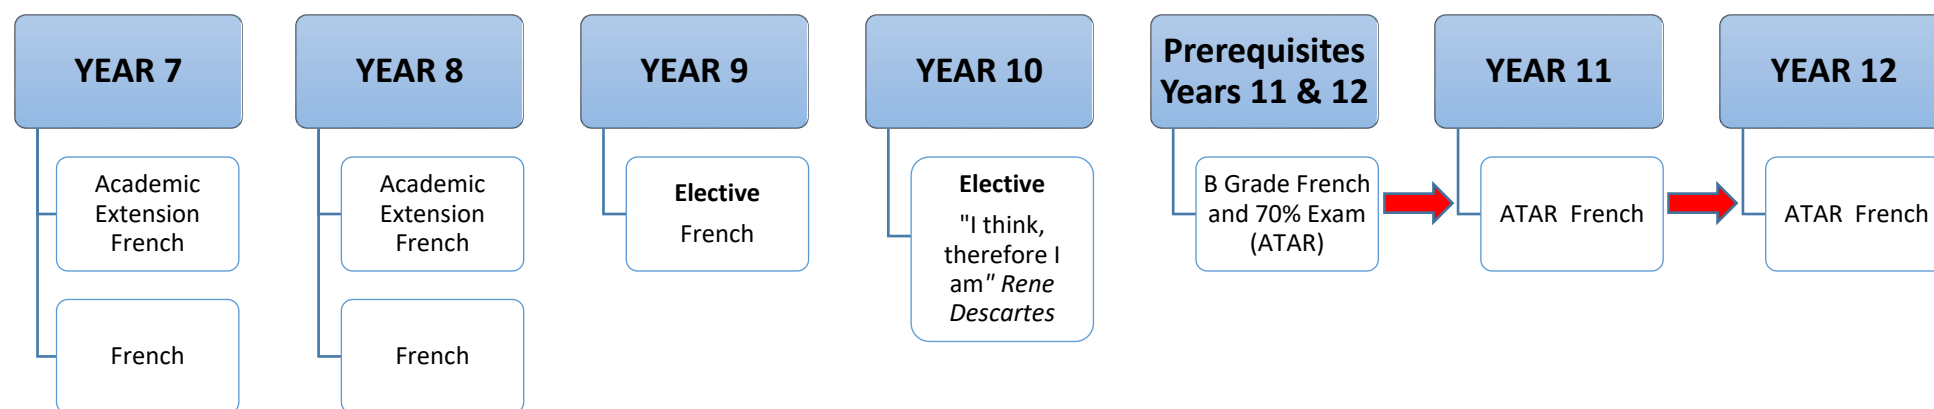 YEAR 7
Academic
Extension
French
French
YEAR 8
Academic
Extension
French
French
YEAR 9
Elective
French
YEAR 10
Elective
"I think,
therefore I
am" Rene
Descartes
Prerequisites
Years 11 & 12
B Grade French
and 70% Exam
(ATAR)
YEAR 11
ATAR  French
YEAR 12
ATAR  French